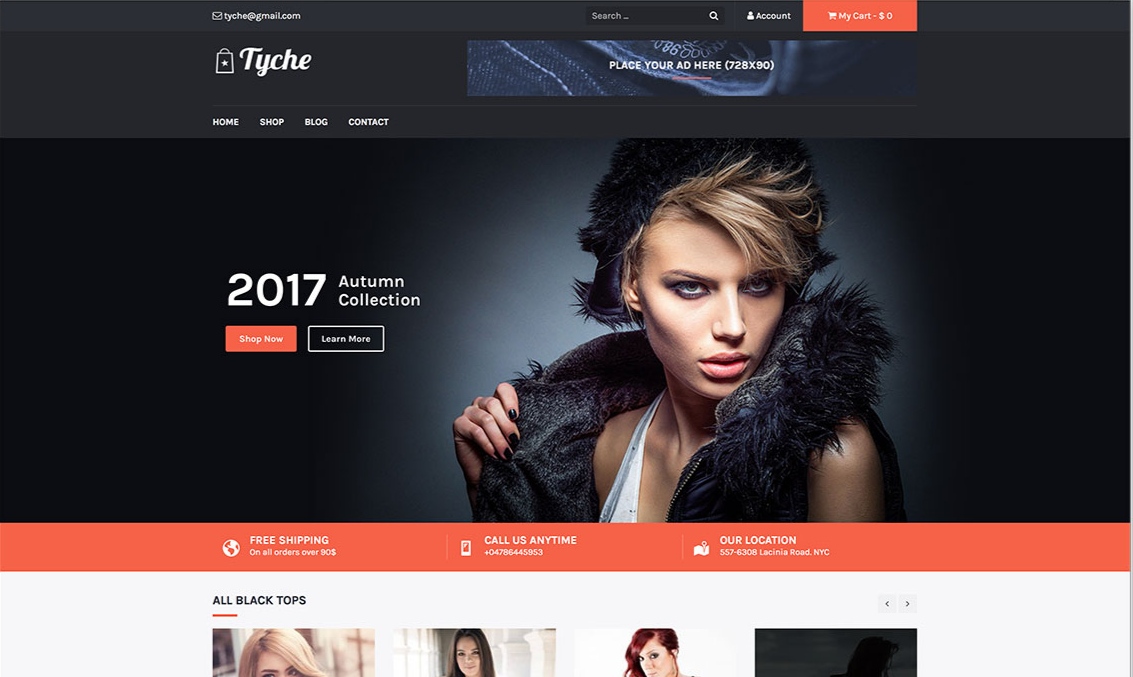 tyche@gmail.com
Search ...
Account
My Cart - $ 0
Tyche
PLACE YOUR AD HERE (728X90)
HOME
SHOP
BLOG
CONTACT
2017
Autumn
Collection
Shop Now
Learn More
FREE SHIPPING
On all orders over 90$
CALL US ANYTIME
+04786445953
OUR LOCATION
557-6308 Lacinia Road. NYC
ALL BLACK TOPS